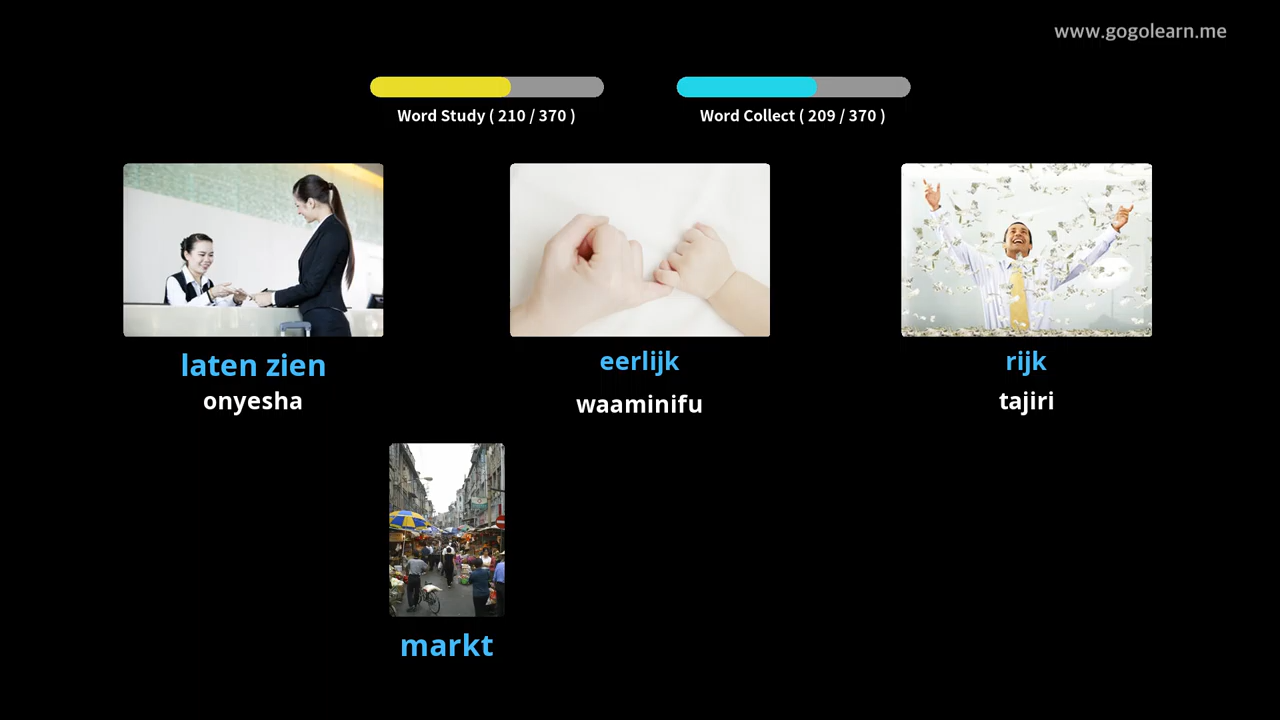 www.gogolearn.me
Word Study ( 210 / 370 )
Word Collect ( 209 / 370 )
laten zien
onyesha
eerlijk
waaminifu
rijk
tajiri
markt